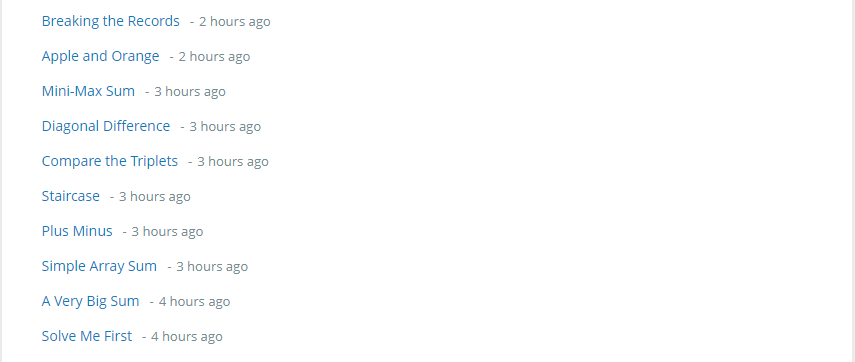 Breaking the Records - 2 hours ago
Apple and Orange - 2 hours ago
Mini-Max Sum - 3 hours ago
Diagonal Difference - 3 hours ago
Compare the Triplets - 3 hours ago
Staircase - 3 hours ago
Plus Minus - 3 hours ago
Simple Array Sum - 3 hours ago
A Very Big Sum - 4 hours ago
Solve Me First - 4 hours ago